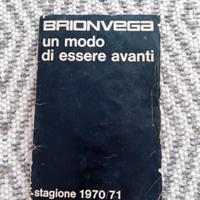 BRIONVEGA
un modo
di essere avanti
stagione 1970/71